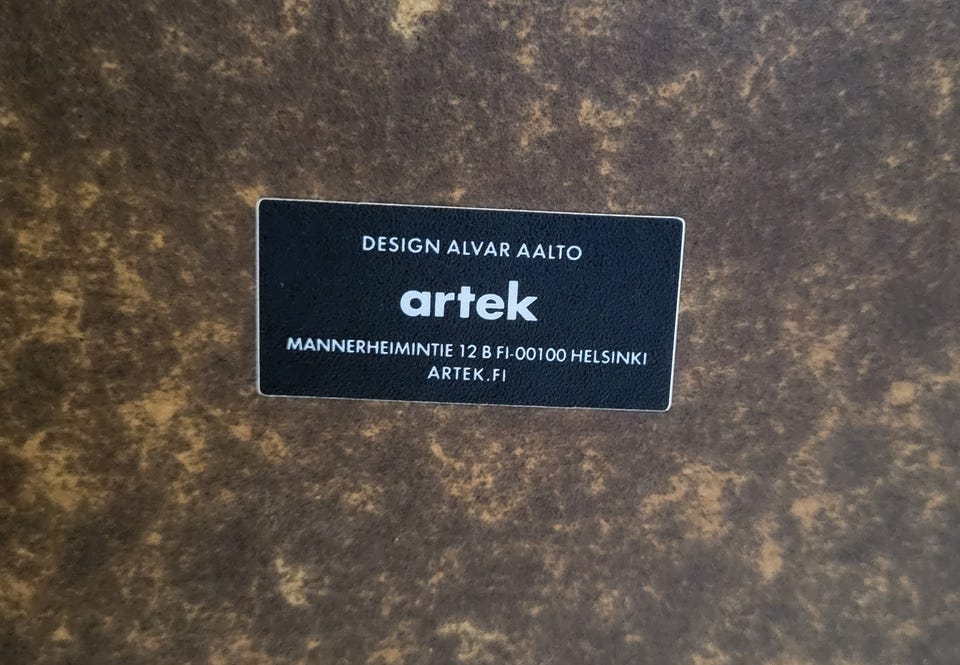 DESIGN ALVAR AALTO
artek
MANNERHEIMINTIE 12 B FI-00100 HELSINKI
ARTEK.FI